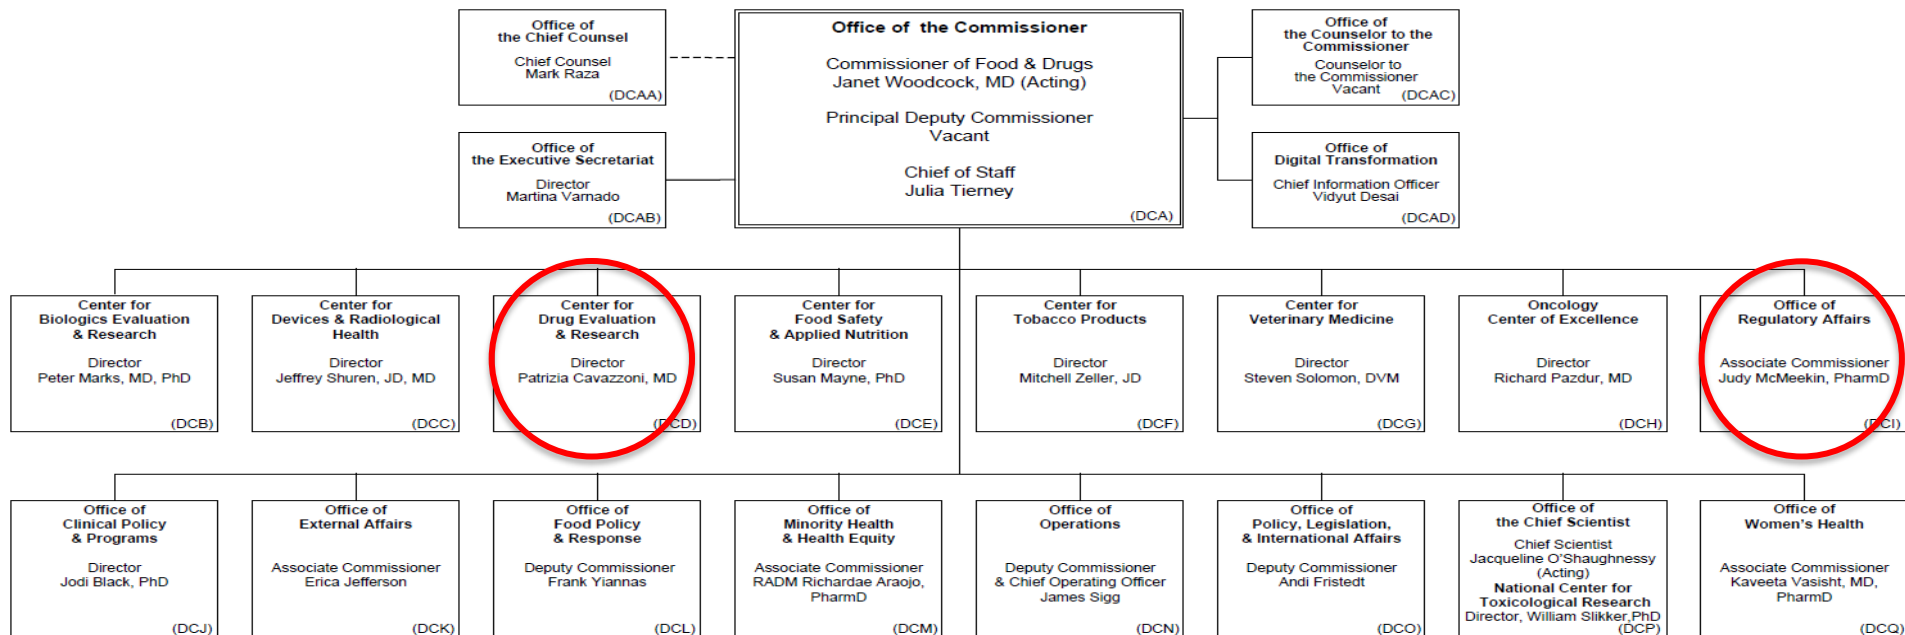 Office of
the Chief Counsel
Chief Counsel
Mark Raza
(DCAA)
Office of the Commissioner
Commissioner of Food & Drugs
Janet Woodcock, MD (Acting)
Principal Deputy Commissioner
Vacant
Chief of Staff
Julia Tierney
(DCA)
Office of
the Counselor to the
Commissioner
Counselor to
the Commissioner
Vacant
(DCAC)
Office of
the Executive Secretariat
Director
Martina Varnado
(DCAB)
Office of
Digital Transformation
Chief Information Officer
Vidyut Desai
(DCAD)
Center for
Biologics Evaluation
& Research
Director
Peter Marks, MD, PhD
(DCB)
Center for
Devices & Radiological
Health
Director
Jeffrey Shuren, JD, MD
(DCC)
Center for
Drug Evaluation
& Research
Director
Patrizia Cavazzoni, MD
(DCD)
Center for
Food Safety
& Applied Nutrition
Director
Susan Mayne, PhD
(DCE)
Center for
Tobacco Products
Director
Mitchell Zeller, JD
(DCF)
Center for
Veterinary Medicine
Director
Steven Solomon, DVM
(DCG)
Oncology
Center of Excellence
Director
Richard Pazdur, MD
(DCH)
Office of
Regulatory Affairs
Associate Commissioner
Judy McMeekin, PharmD
(DCI)
Office of
Clinical Policy
& Programs
Director
Jodi Black, PhD
(DCJ)
Office of
External Affairs
Associate Commissioner
Erica Jefferson
(DCK)
Office of
Food Policy
& Response
Deputy Commissioner
Frank Yiannas
(DCL)
Office of
Minority Health
& Health Equity
Associate Commissioner
RADM Richardae Araojo,
PharmD
(DCM)
Office of
Operations
Deputy Commissioner
& Chief Operating Officer
James Sigg
(DCN)
Office of
Policy, Legislation,
& International Affairs
Deputy Commissioner
Andi Fristedt
(DCO)
Office of
the Chief Scientist
Chief Scientist
Jacqueline O'Shaughnessy
(Acting)
National Center for
Toxicological Research
Director, William Slikker,PhD
(DCP)
Office of
Women's Health
Associate Commissioner
Kaveeta Vasisht, MD,
PharmD
(DCQ)